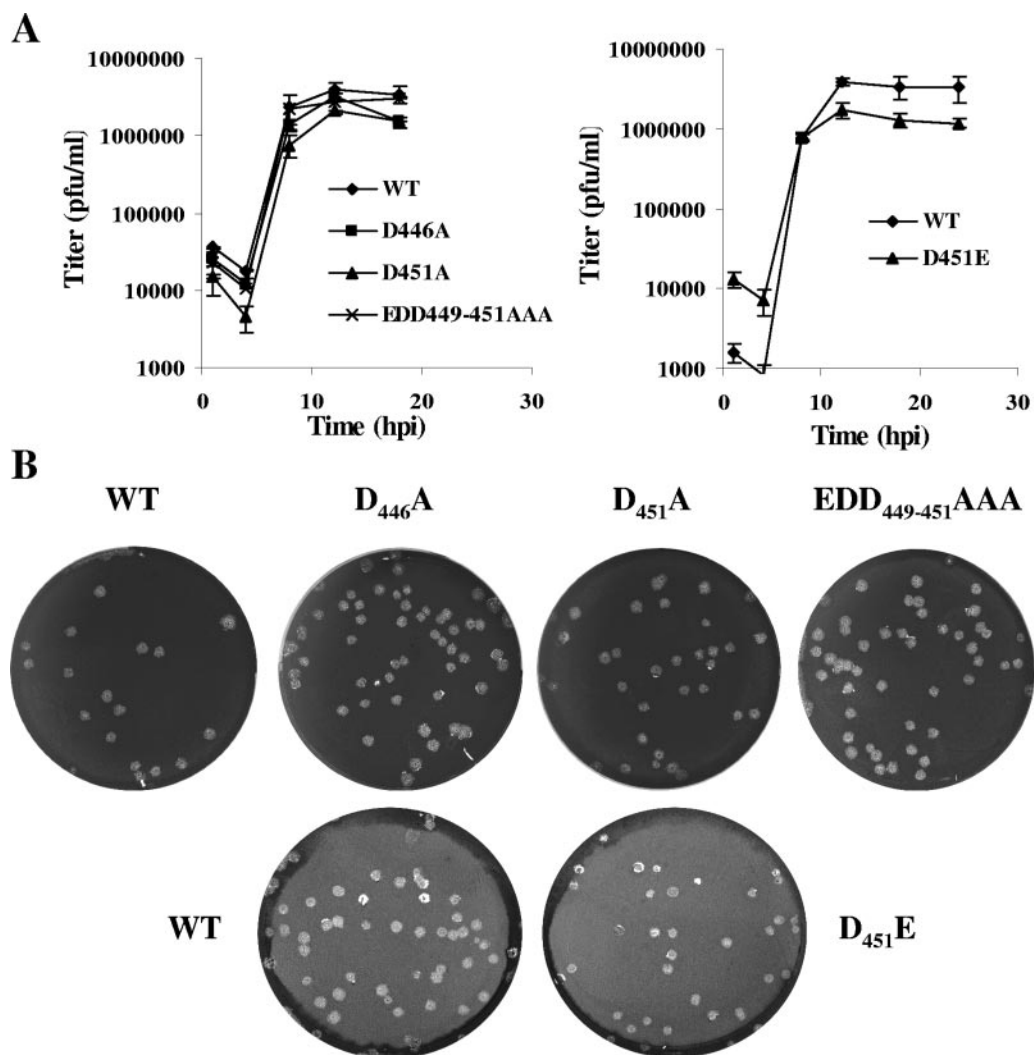 A
Titer (pfu/ml)
10000000
1000000
100000
10000
1000
0
10
20
30
Time (hpi)
WT
D446A
D451A
EDD449-451AAA
Titer (pfu/ml)
10000000
1000000
100000
10000
1000
0
10
20
30
Time (hpi)
WT
D451E
B
WT
D₄₄₆A
D₄₅₁A
EDD₄₄₉₋₄₅₁AAA
WT
D₄₅₁E